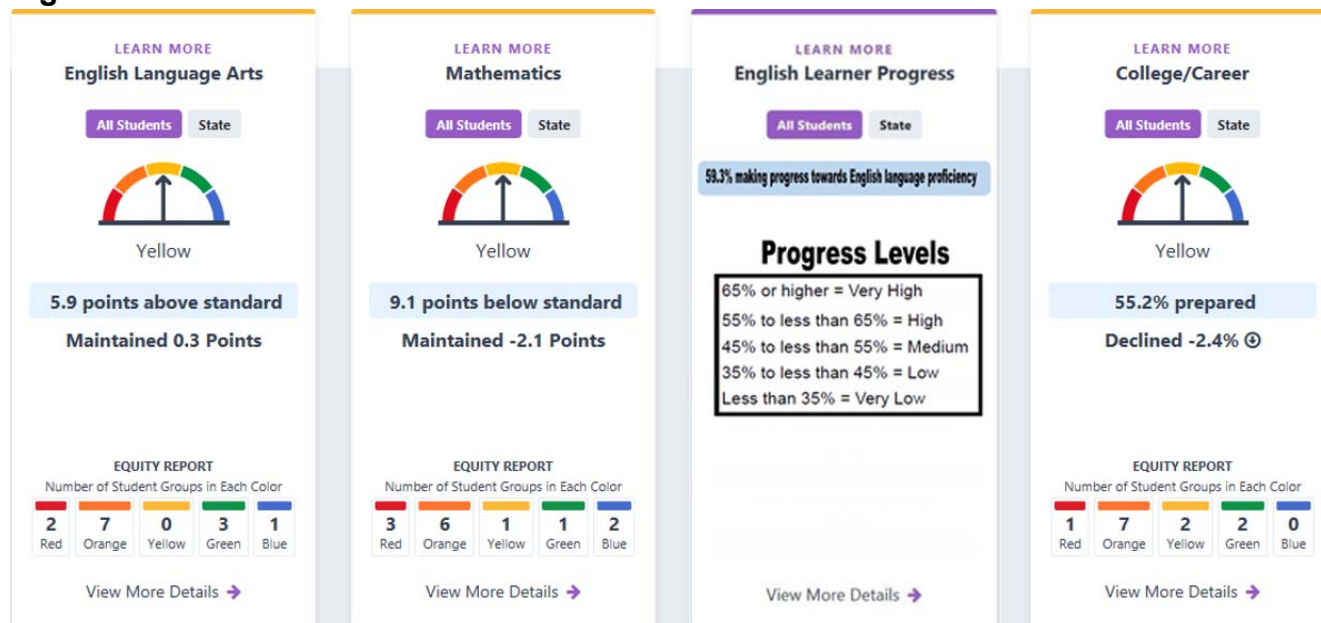 LEARN MORE
English Language Arts
All Students State
Yellow
5.9 points above standard
Maintained 0.3 Points
EQUITY REPORT
Number of Student Groups in Each Color
2 7 0 3 1
Red Orange Yellow Green Blue
View More Details →
LEARN MORE
Mathematics
All Students State
Yellow
9.1 points below standard
Maintained -2.1 Points
EQUITY REPORT
Number of Student Groups in Each Color
3 6 1 1 2
Red Orange Yellow Green Blue
View More Details →
LEARN MORE
English Learner Progress
All Students State
59.3% making progress towards English language proficiency
Progress Levels
65% or higher = Very High
55% to less than 65% = High
45% to less than 55% = Medium
35% to less than 45% = Low
Less than 35% = Very Low
View More Details →
LEARN MORE
College/Career
All Students State
Yellow
55.2% prepared
Declined -2.4%
EQUITY REPORT
Number of Student Groups in Each Color
1 7 2 2 0
Red Orange Yellow Green Blue
View More Details →